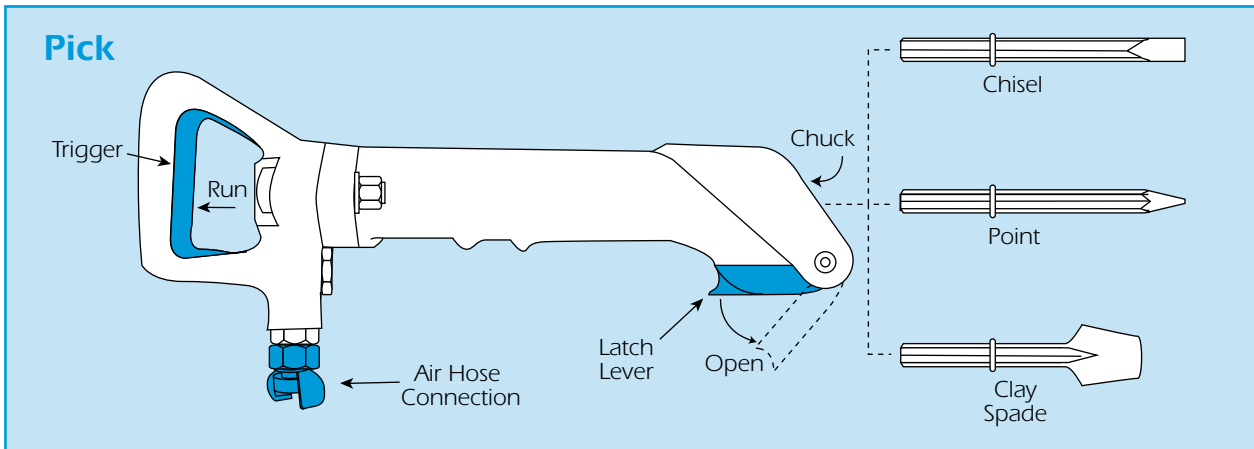 Pick
Trigger
Run
Air Hose
Connection
Latch
Lever
Open
Chuck
Chisel
Point
Clay
Spade